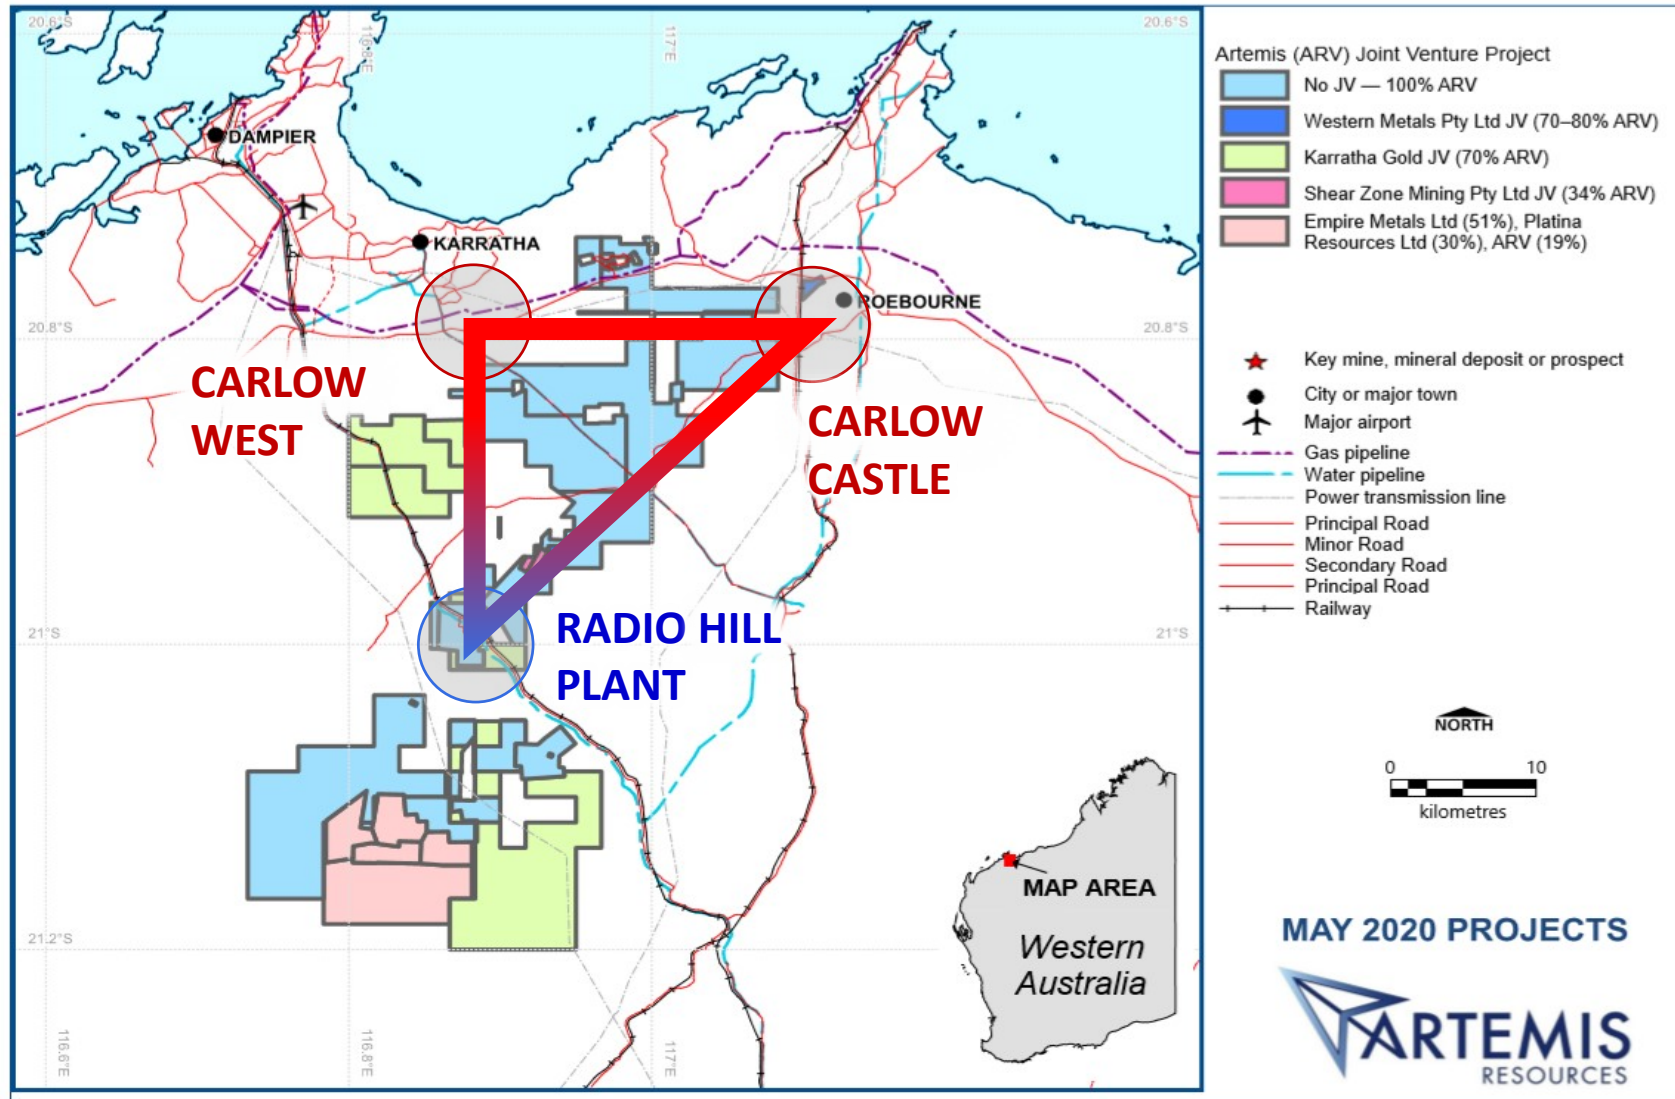 20.6°S
116.8°E
117°E
20.6°S
DAMPIER
KARRATHA
ROEBOURNE
20.8°S
CARLOW
WEST
CARLOW
CASTLE
RADIO HILL
PLANT
21°S
21°S
21.2°S
116.6°E
116.8°E
117°E
MAP AREA
Western
Australia
Artemis (ARV) Joint Venture Project
No JV — 100% ARV
Western Metals Pty Ltd JV (70–80% ARV)
Karratha Gold JV (70% ARV)
Shear Zone Mining Pty Ltd JV (34% ARV)
Empire Metals Ltd (51%), Platina
Resources Ltd (30%), ARV (19%)
Key mine, mineral deposit or prospect
City or major town
Major airport
Gas pipeline
Water pipeline
Power transmission line
Principal Road
Minor Road
Secondary Road
Principal Road
Railway
NORTH
0 10
kilometres
MAY 2020 PROJECTS
ARTEMIS
RESOURCES